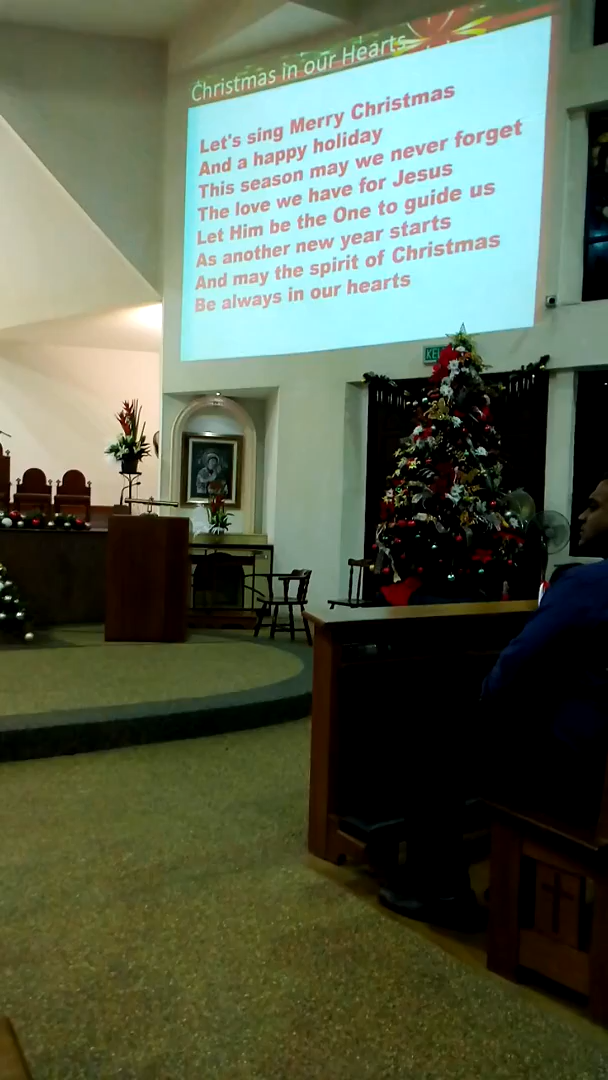 Christmas in our Hearts
Let's sing Merry Christmas
And a happy holiday
This season may we never forget
The love we have for Jesus
Let Him be the One to guide us
As another new year starts
And may the spirit of Christmas
Be always in our hearts